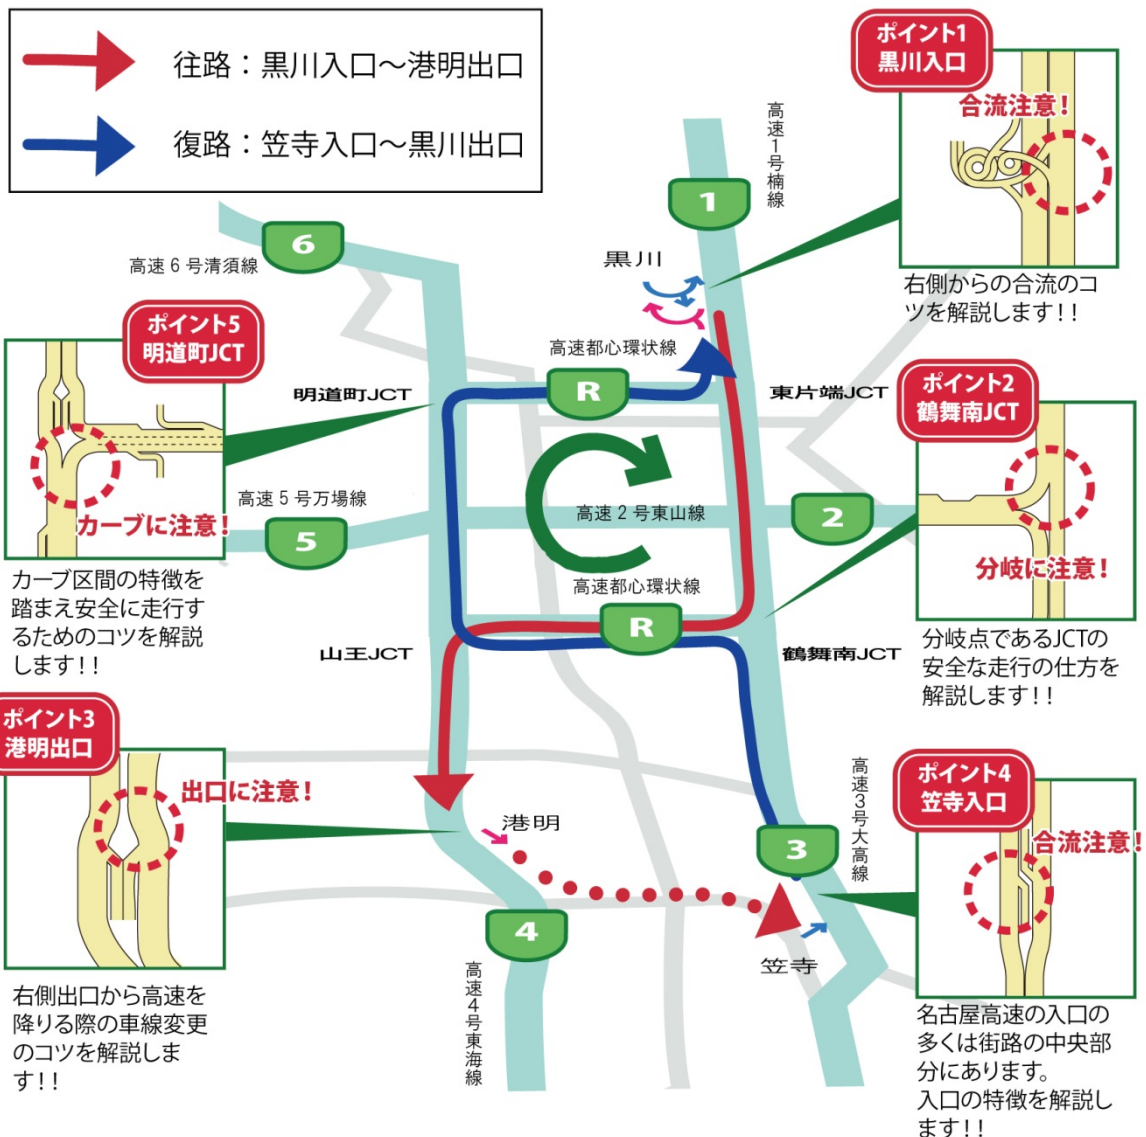 往路：黒川入口～港明出口
復路：笠寺入口～黒川出口
ポイント1
黒川入口
合流注意！
右側からの合流のコ
ツを解説します!!
高速1号楠線
1
6
高速6号清須線
黒川
ポイント5
明道町JCT
カーブに注意！
カーブ区間の特徴を
踏まえ安全に走行す
るためのコツを解説
します!!
高速都心環状線
R
明道町JCT
東片端JCT
ポイント2
鶴舞南JCT
分岐に注意！
分岐点であるJCTの
安全な走行の仕方を
解説します!!
高速5号万場線
5
高速2号東山線
2
高速都心環状線
R
山王JCT
鶴舞南JCT
ポイント3
港明出口
出口に注意！
右側出口から高速を
降りる際の車線変更
のコツを解説しま
す!!
港明
高速3号大高線
3
ポイント4
笠寺入口
合流注意！
名古屋高速の入口の
多くは街路の中央部
分にあります。
入口の特徴を解説し
ます!!
4
高速4号東海線
笠寺